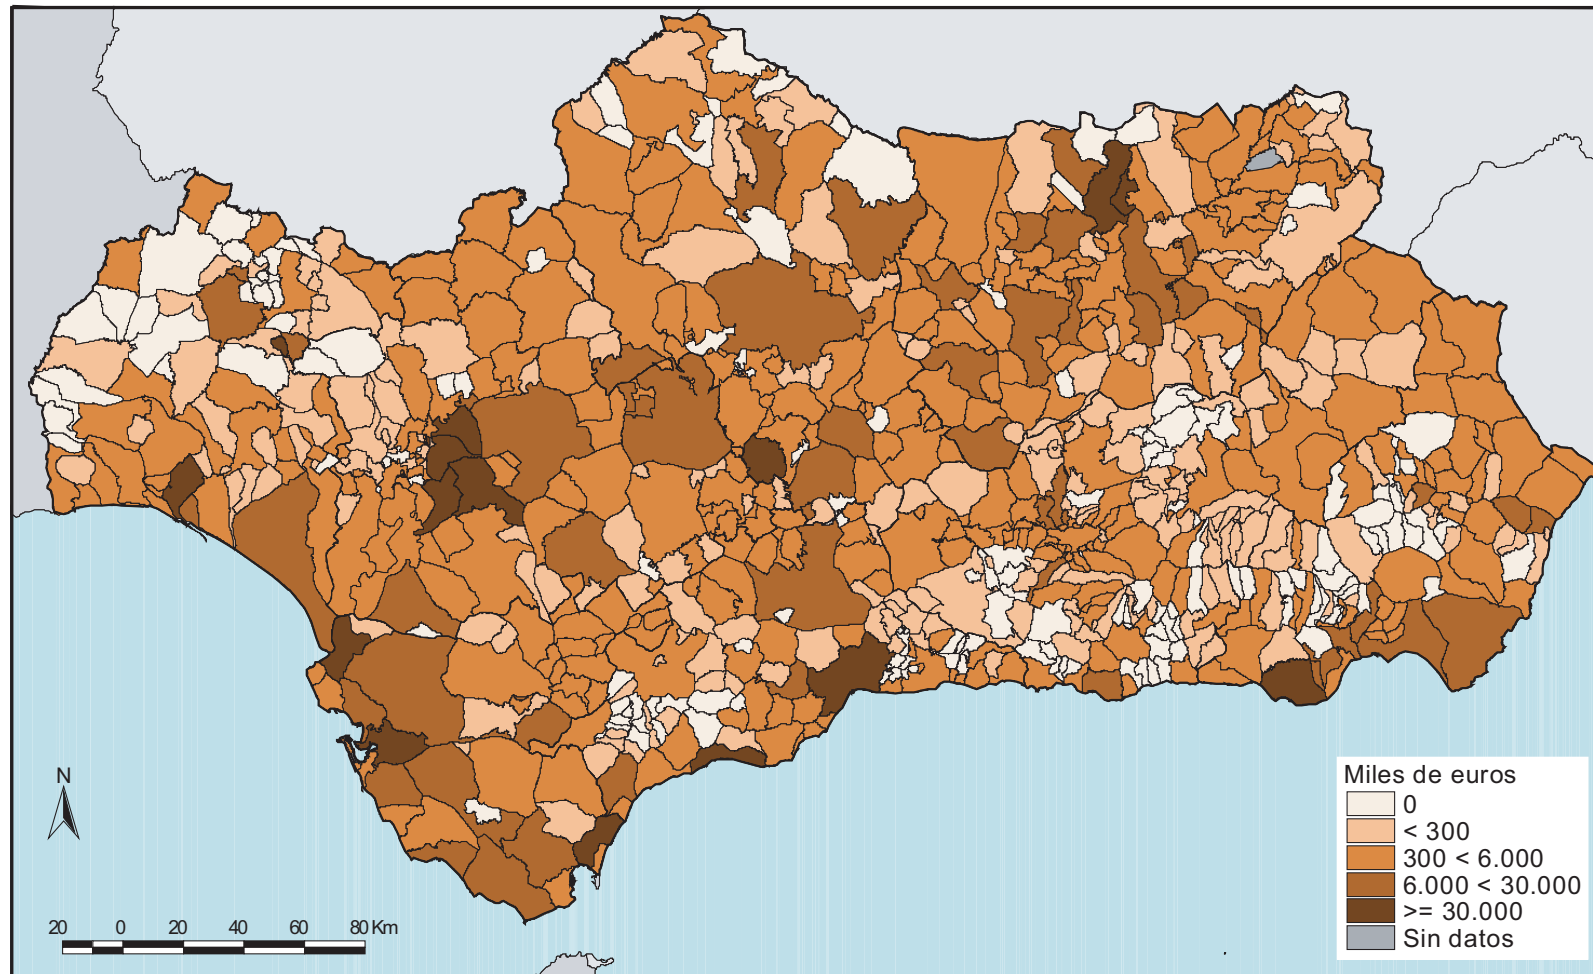 N
20 0 20 40 60 80 Km
Miles de euros
0
< 300
300 < 6.000
6.000 < 30.000
>= 30.000
Sin datos